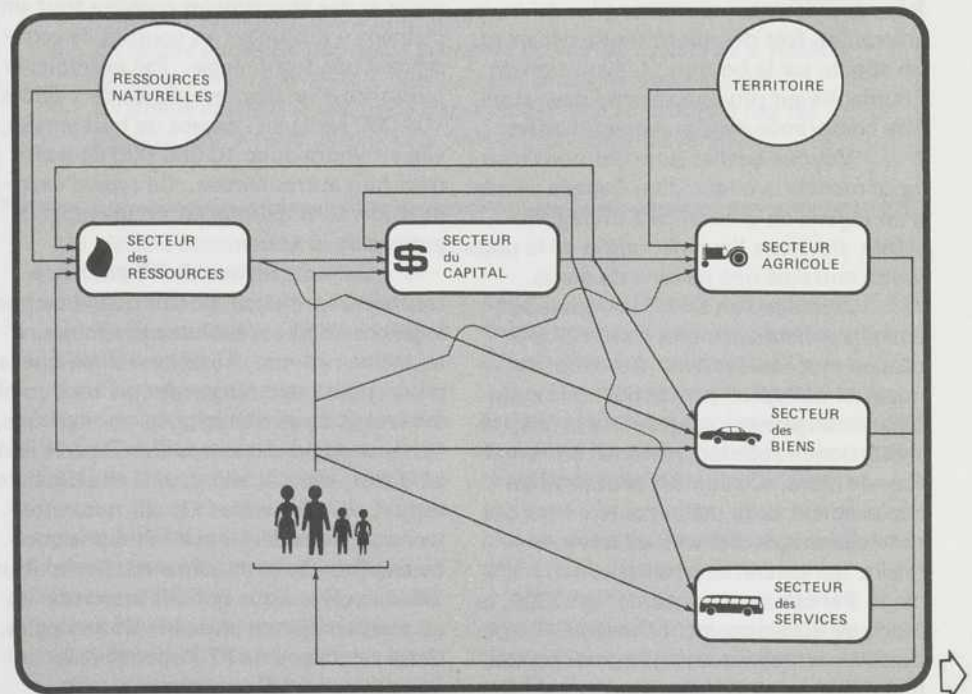 RESSOURCES
NATURELLES
TERRITOIRE
SECTEUR
des
RESSOURCES
SECTEUR
du
CAPITAL
SECTEUR
AGRICOLE
SECTEUR
des
BIENS
SECTEUR
des
SERVICES